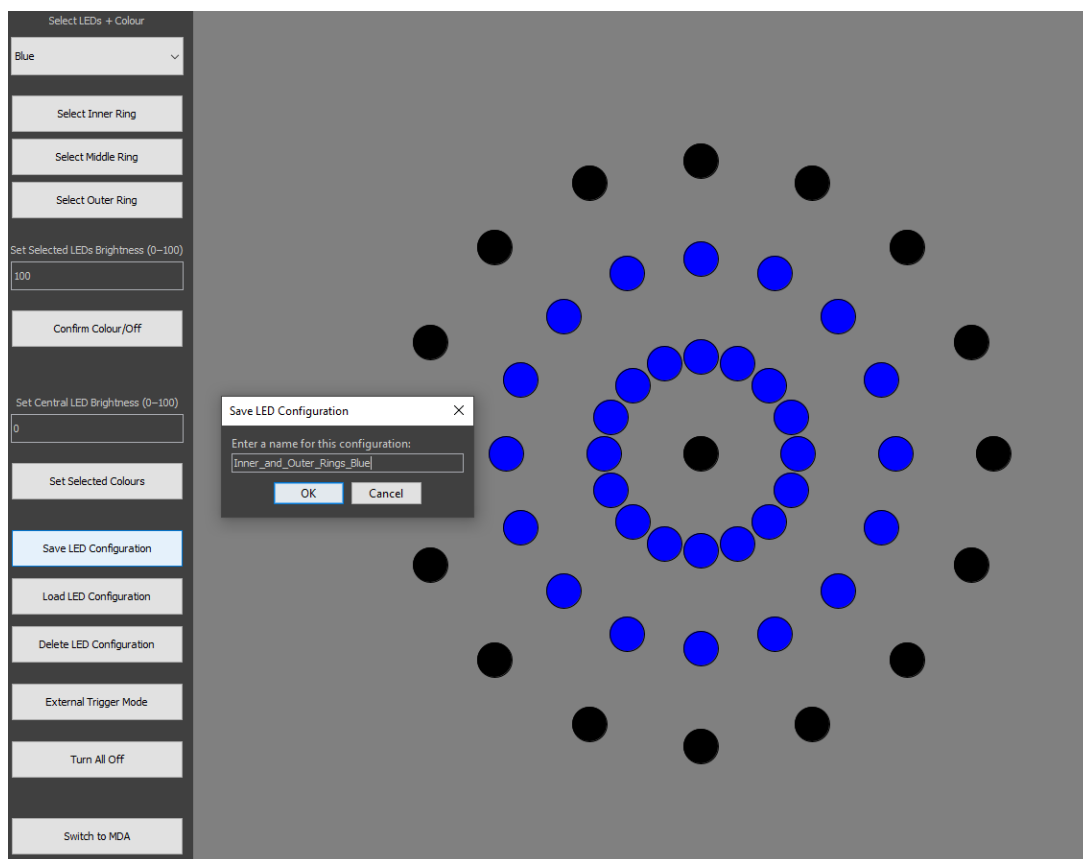 Select LEDs + Colour
Blue
Select Inner Ring
Select Middle Ring
Select Outer Ring
Set Selected LEDs Brightness (0–100)
100
Confirm Colour/Off
Set Central LED Brightness (0–100)
0
Set Selected Colours
Save LED Configuration
Load LED Configuration
Delete LED Configuration
External Trigger Mode
Turn All Off
Switch to MDA
Save LED Configuration
Enter a name for this configuration:
Inner_and_Outer_Rings_Blue
OK Cancel